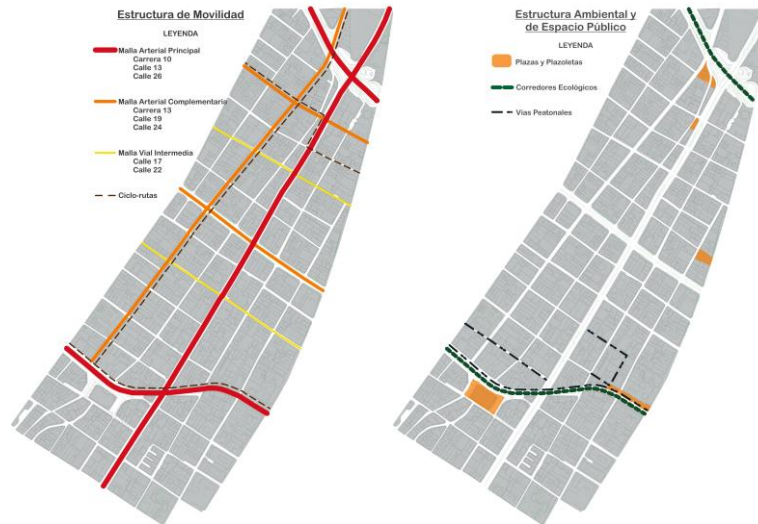 Estructura de Movilidad
LEYENDA
Malla Arterial Principal
Carrera 10
Calle 13
Calle 26
Malla Arterial Complementaria
Carrera 13
Calle 19
Calle 24
Malla Vial Intermedia
Calle 17
Calle 22
Ciclo-rutas
Estructura Ambiental y
de Espacio Público
LEYENDA
Plazas y Plazoletas
Corredores Ecológicos
Vias Peatonales